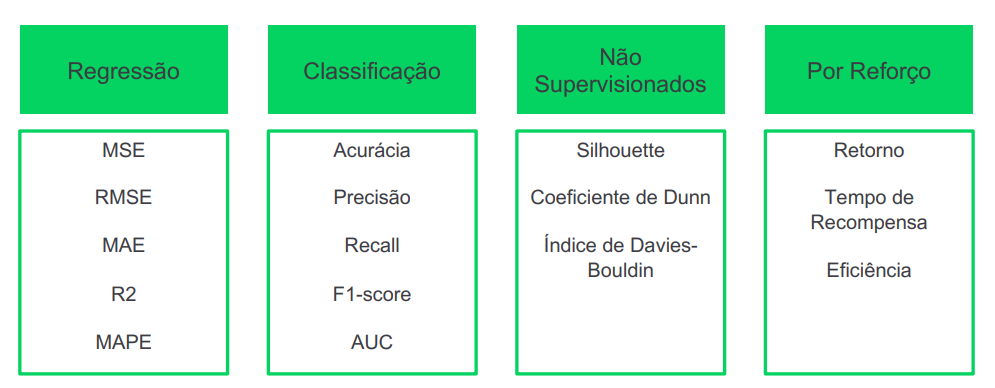 Regressão
MSE
RMSE
MAE
R2
MAPE
Classificação
Acurácia
Precisão
Recall
F1-score
AUC
Não
Supervisionados
Silhouette
Coeficiente de Dunn
Índice de Davies-
Bouldin
Por Reforço
Retorno
Tempo de
Recompensa
Eficiência